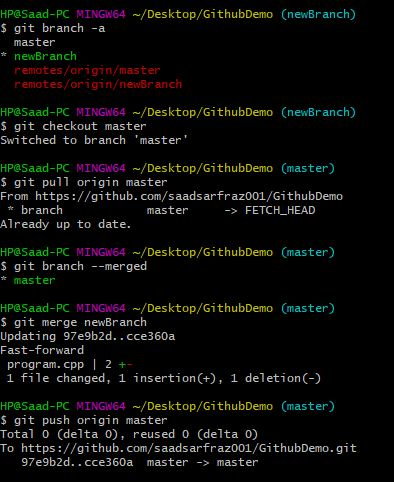 HP@Saad-PC MINGW64 ~/Desktop/GithubDemo (newBranch)
$ git branch -a
  master
* newBranch
  remotes/origin/master
  remotes/origin/newBranch

HP@Saad-PC MINGW64 ~/Desktop/GithubDemo (newBranch)
$ git checkout master
Switched to branch 'master'

HP@Saad-PC MINGW64 ~/Desktop/GithubDemo (master)
$ git pull origin master
From https://github.com/saadsarfraz001/GithubDemo
 * branch            master     -> FETCH_HEAD
Already up to date.

HP@Saad-PC MINGW64 ~/Desktop/GithubDemo (master)
$ git branch --merged
* master

HP@Saad-PC MINGW64 ~/Desktop/GithubDemo (master)
$ git merge newBranch
Updating 97e9b2d..cce360a
Fast-forward
 program.cpp | 2 +-
 1 file changed, 1 insertion(+), 1 deletion(-)

HP@Saad-PC MINGW64 ~/Desktop/GithubDemo (master)
$ git push origin master
Total 0 (delta 0), reused 0 (delta 0)
To https://github.com/saadsarfraz001/GithubDemo.git
   97e9b2d..cce360a  master -> master